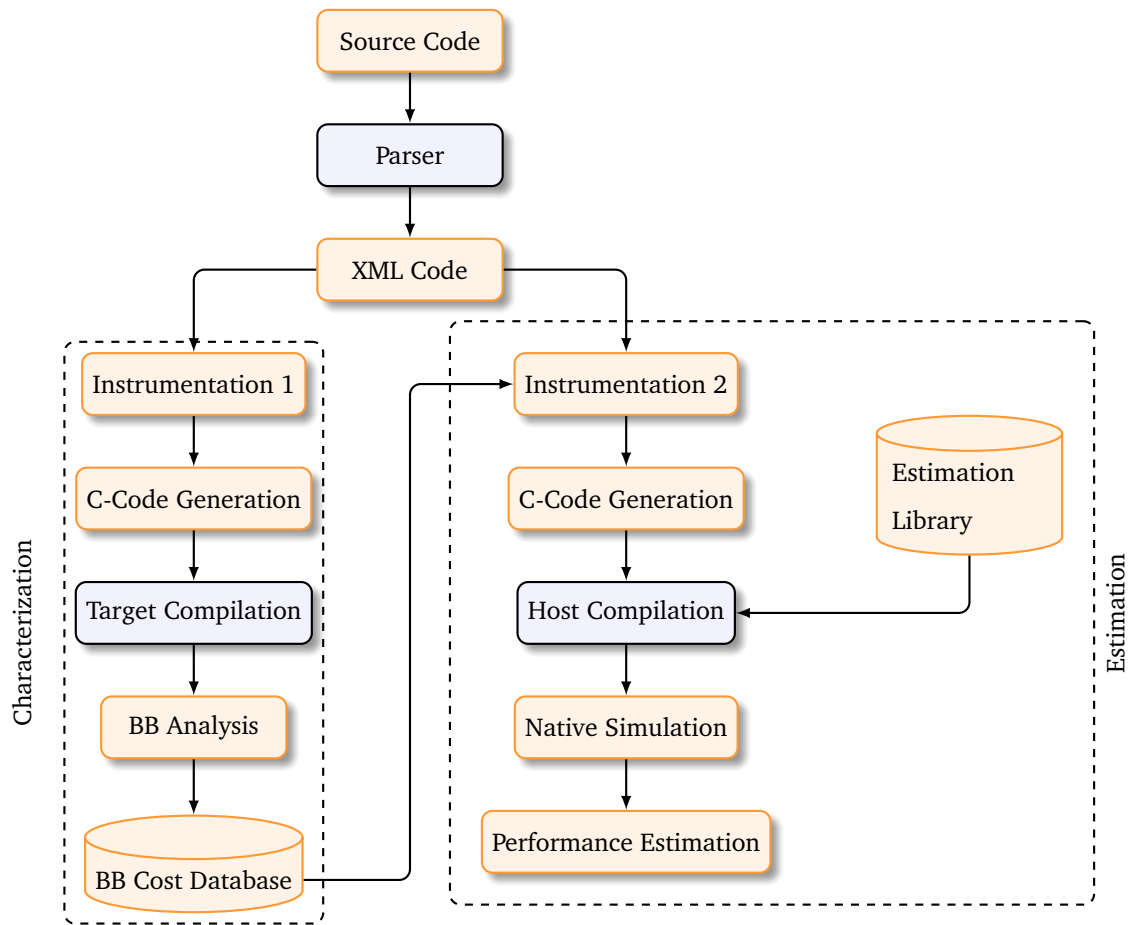 Source Code
Parser
XML Code
Characterization
Instrumentation 1
C-Code Generation
Target Compilation
BB Analysis
BB Cost Database
Instrumentation 2
C-Code Generation
Host Compilation
Native Simulation
Performance Estimation
Estimation
Library
Estimation